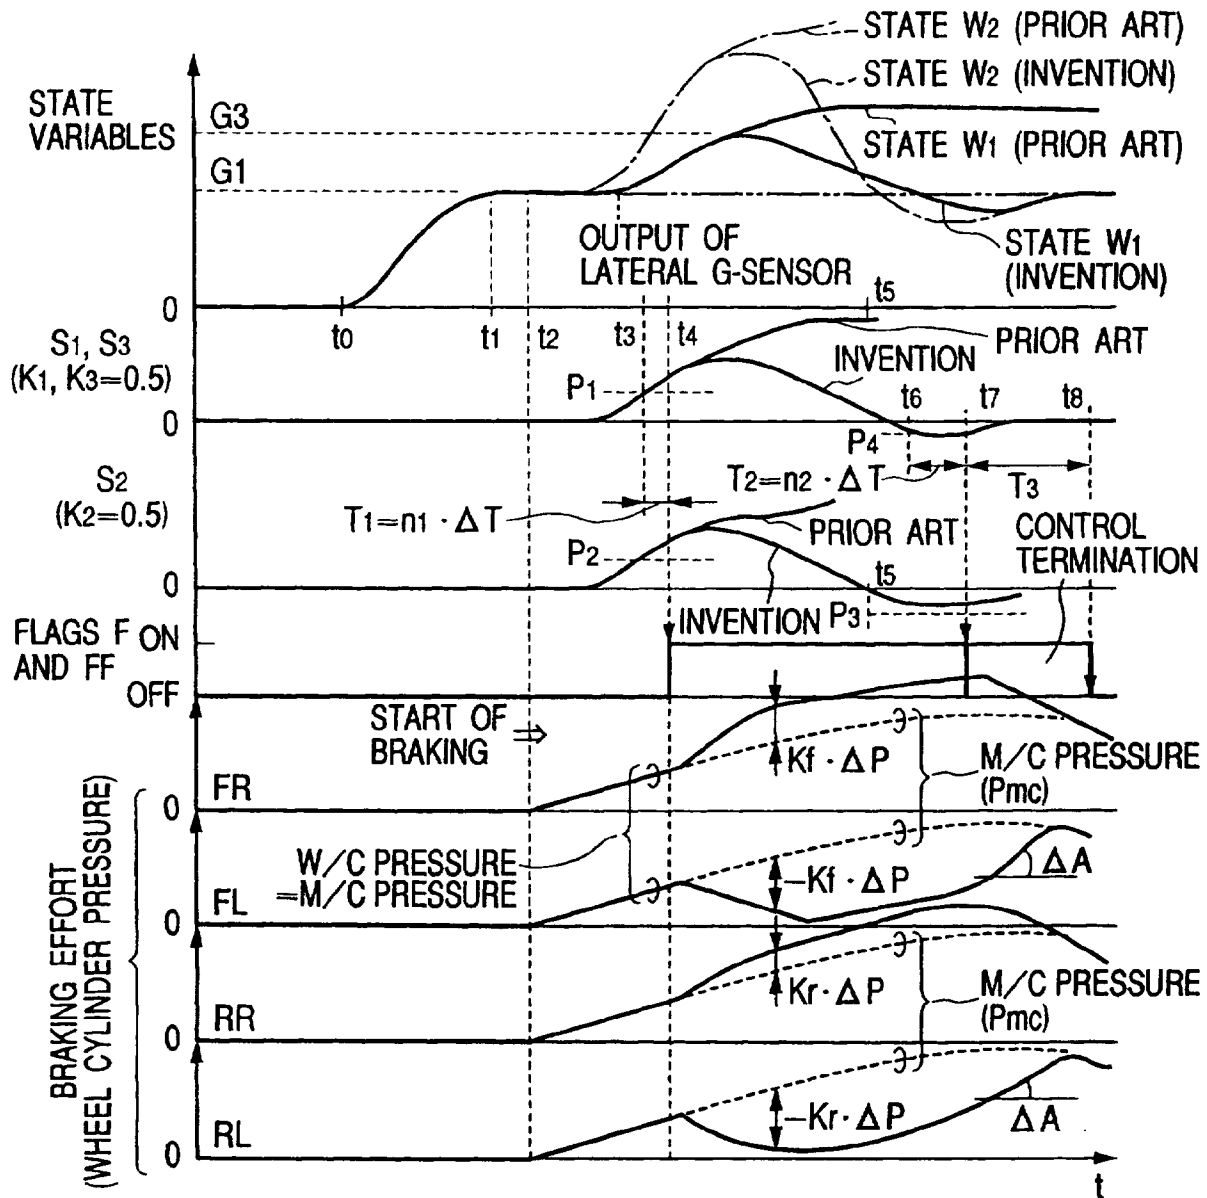 STATE W2 (PRIOR ART)
STATE W2 (INVENTION)
STATE
VARIABLES
G3
STATE W1 (PRIOR ART)
G1
OUTPUT OF
LATERAL G-SENSOR
STATE W1
(INVENTION)
0
t0
t1
t2
t3
t4
t5
PRIOR ART
S1, S3
(K1, K3=0.5)
INVENTION
P1
t6
t7
t8
0
P4
S2
(K2=0.5)
T2=n2 · ΔT
T3
T1=n1 · ΔT
PRIOR ART
CONTROL
TERMINATION
P2
0
t5
INVENTION
P3
FLAGS F ON
AND FF
OFF
START OF
BRAKING ⇒
Kf · ΔP
M/C PRESSURE
(Pmc)
FR
0
W/C PRESSURE
=M/C PRESSURE
-Kf · ΔP
ΔA
FL
0
Kr · ΔP
M/C PRESSURE
(Pmc)
RR
0
-Kr · ΔP
ΔA
RL
0
t
BRAKING EFFORT
(WHEEL CYLINDER PRESSURE)